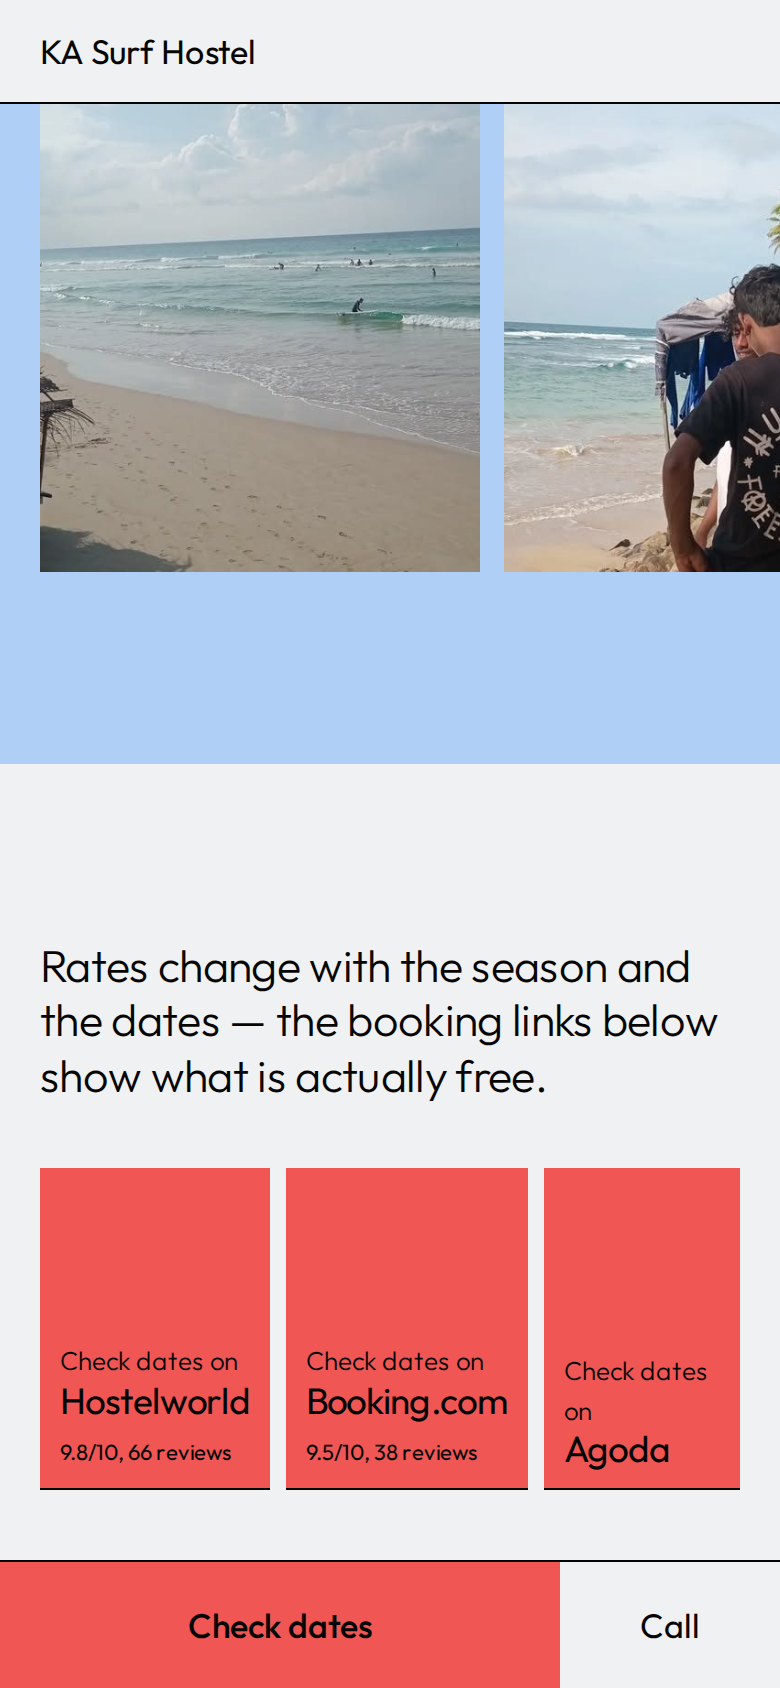 KA Surf Hostel
Rates change with the season and
the dates — the booking links below
show what is actually free.
Check dates on
Hostelworld
9.8/10, 66 reviews
Check dates on
Booking.com
9.5/10, 38 reviews
Check dates
on
Agoda
Check dates
Call